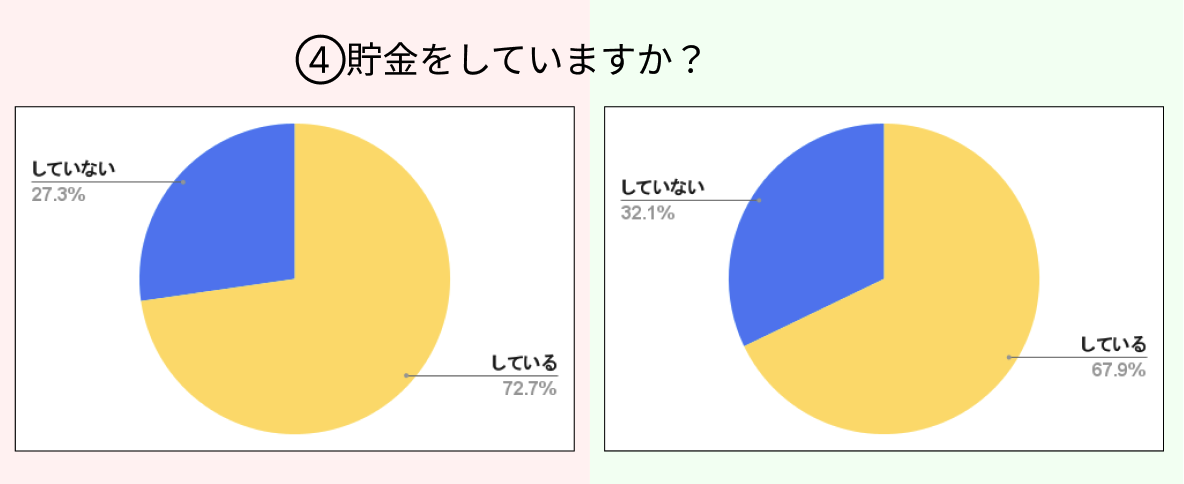 ④貯金をしていますか？
していない
27.3%
している
72.7%
していない
32.1%
している
67.9%